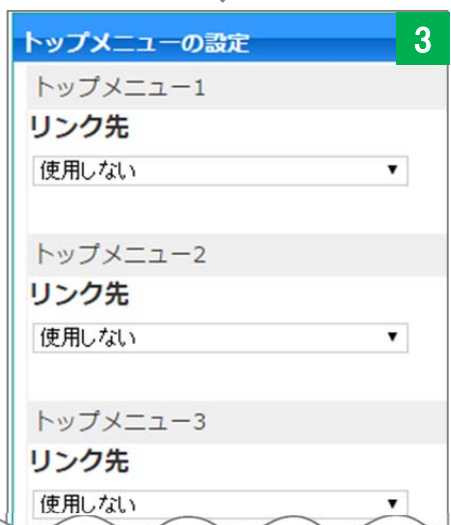 トップメニューの設定
3
トップメニュー1
リンク先
使用しない
トップメニュー2
リンク先
使用しない
トップメニュー3
リンク先
使用しない